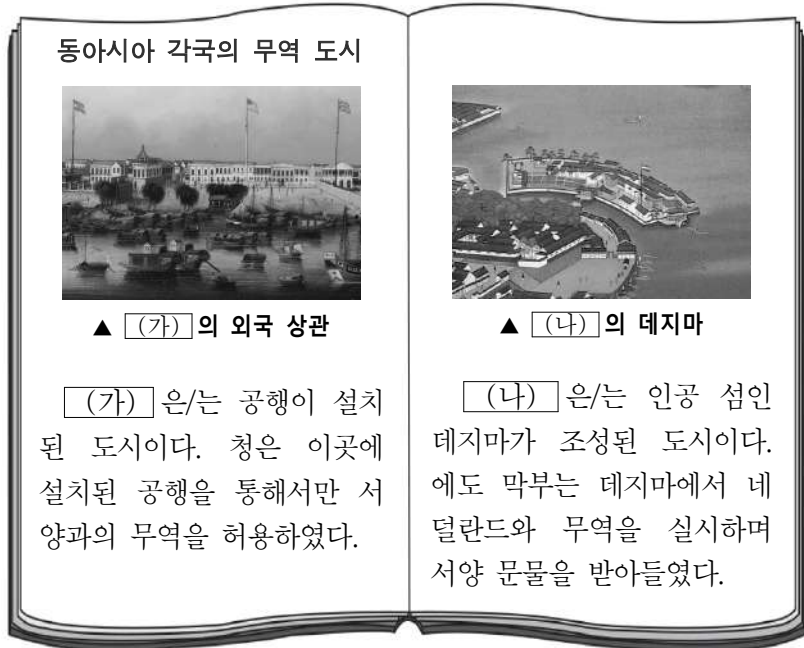 동아시아 각국의 무역 도시
▲ (가) 의 외국 상관
(가) 은/는 공행이 설치
된 도시이다. 청은 이곳에
설치된 공행을 통해서만 서
양과의 무역을 허용하였다.
▲ (나) 의 데지마
(나) 은/는 인공 섬인
데지마가 조성된 도시이다.
에도 막부는 데지마에서 네
덜란드와 무역을 실시하며
서양 문물을 받아들였다.